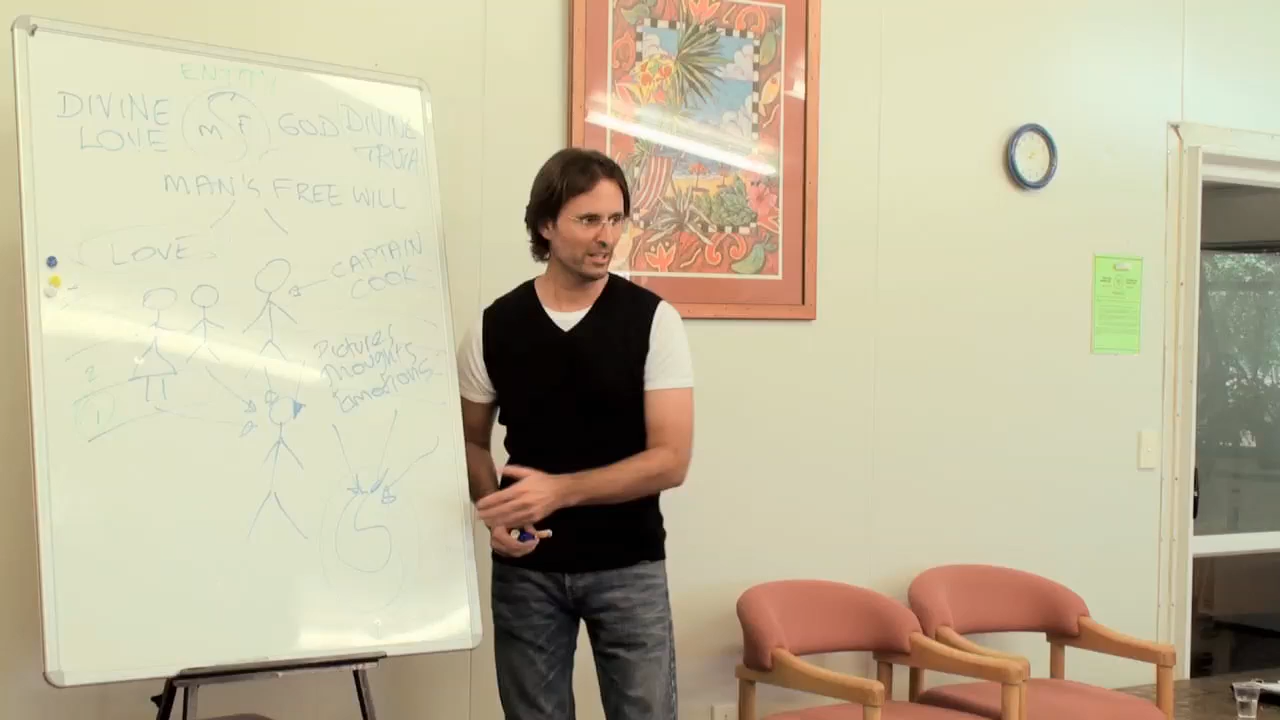 ENTITY
DIVINE LOVE
M F
GOD
DIVINE TRUTH
MAN'S FREE WILL
LOVE
CAPTAIN COOK
Pictures
Thoughts
Emotions
2
1